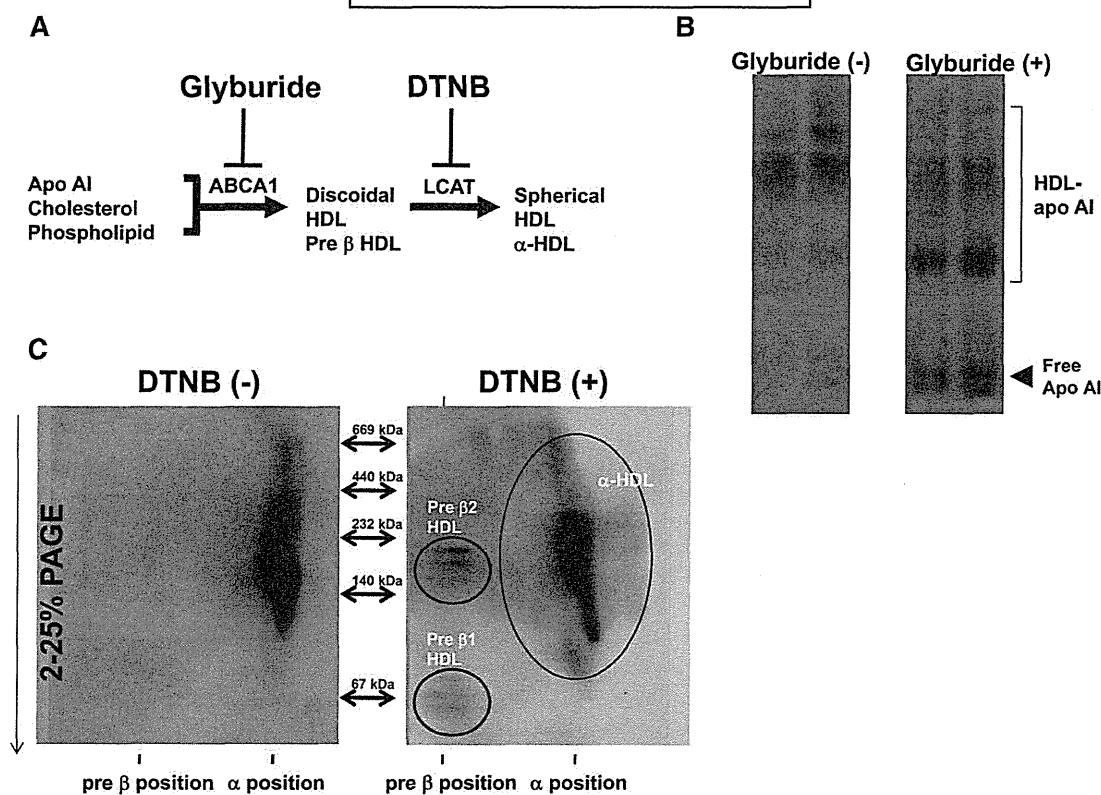 A
Glyburide
DTNB
Apo AI
Cholesterol
Phospholipid
ABCA1
Discoidal
HDL
Pre β HDL
LCAT
Spherical
HDL
α-HDL
B
Glyburide (-)
Glyburide (+)
HDL-
apo AI
Free
Apo AI
C
DTNB (-)
DTNB (+)
2-25% PAGE
669 kDa
440 kDa
232 kDa
140 kDa
67 kDa
α-HDL
Pre β2
HDL
Pre β1
HDL
pre β position
α position
pre β position
α position